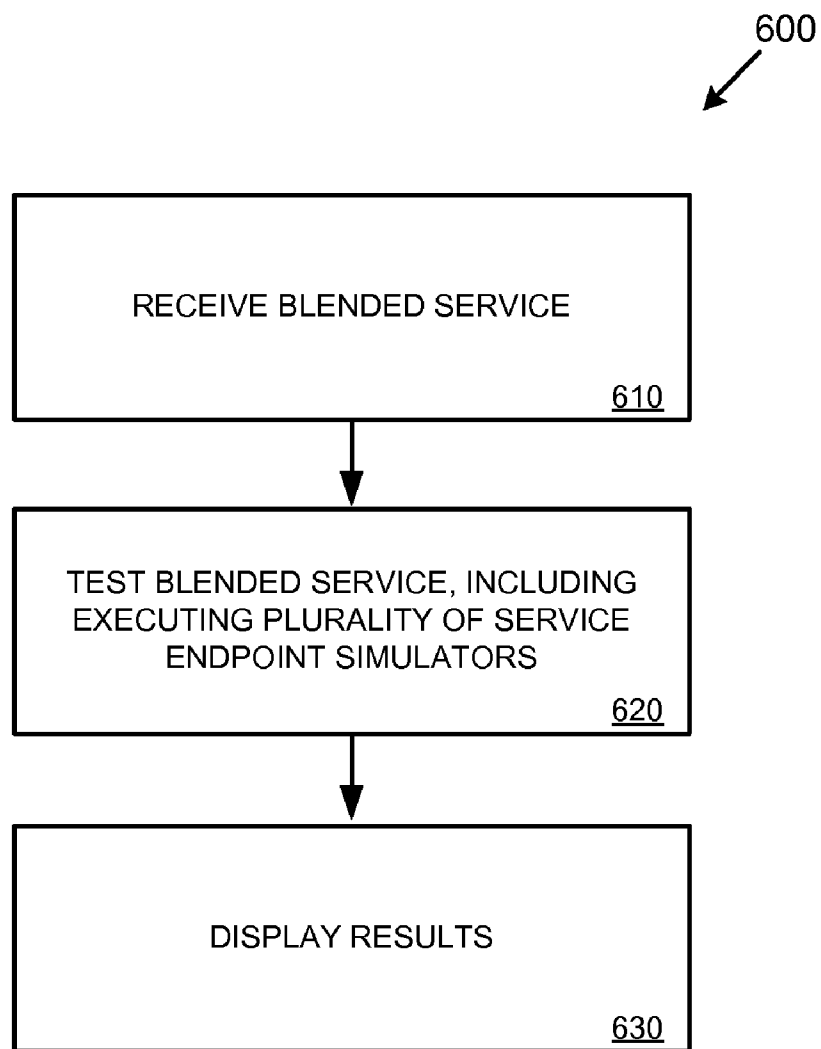 600
RECEIVE BLENDED SERVICE
610
TEST BLENDED SERVICE, INCLUDING
EXECUTING PLURALITY OF SERVICE
ENDPOINT SIMULATORS
620
DISPLAY RESULTS
630